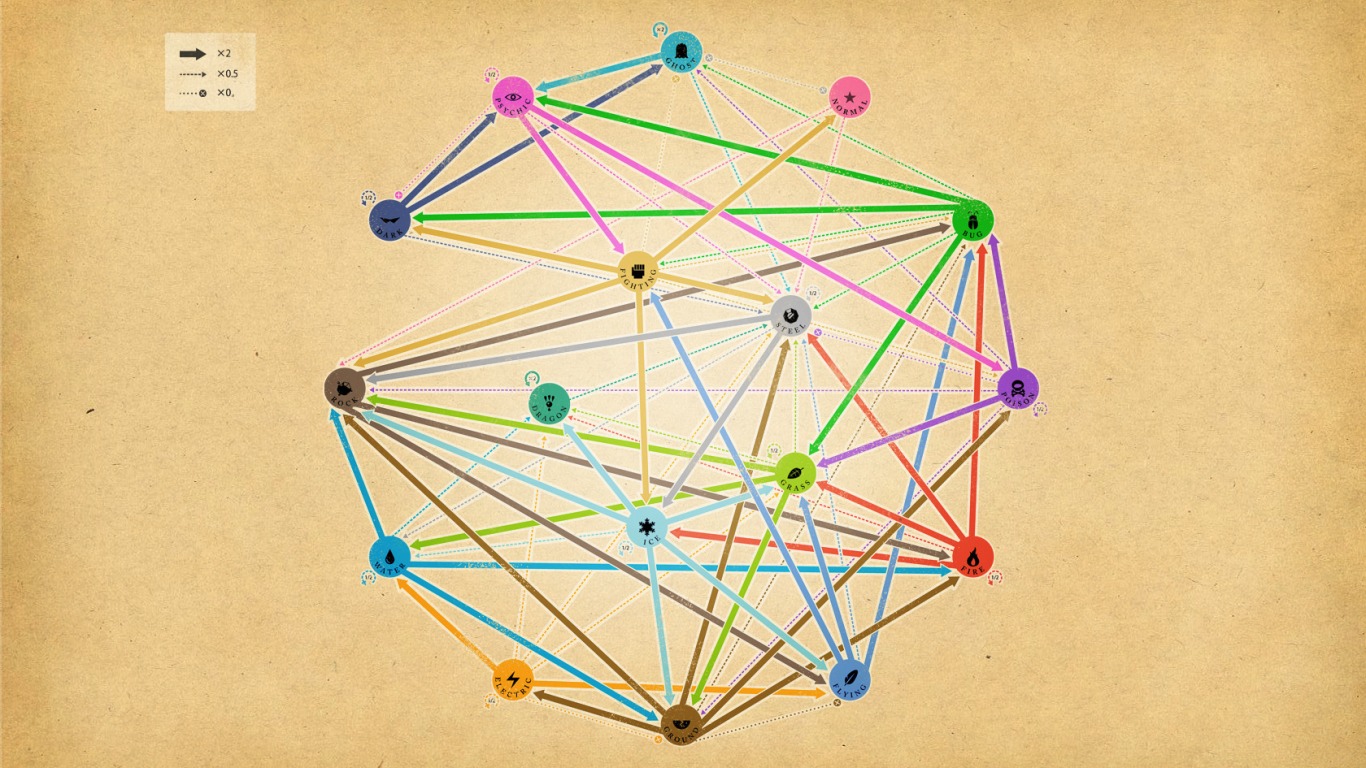 ×2
×0.5
×0,
GHOST
×2
PSYCHIC
1/2
NORMAL
DARK
1/2
BUG
FIGHTING
STEEL
1/2
ROCK
DRAGON
POISON
1/2
GRASS
1/2
ICE
1/2
WATER
1/2
FIRE
1/2
ELECTRIC
1/2
FLYING
GROUND